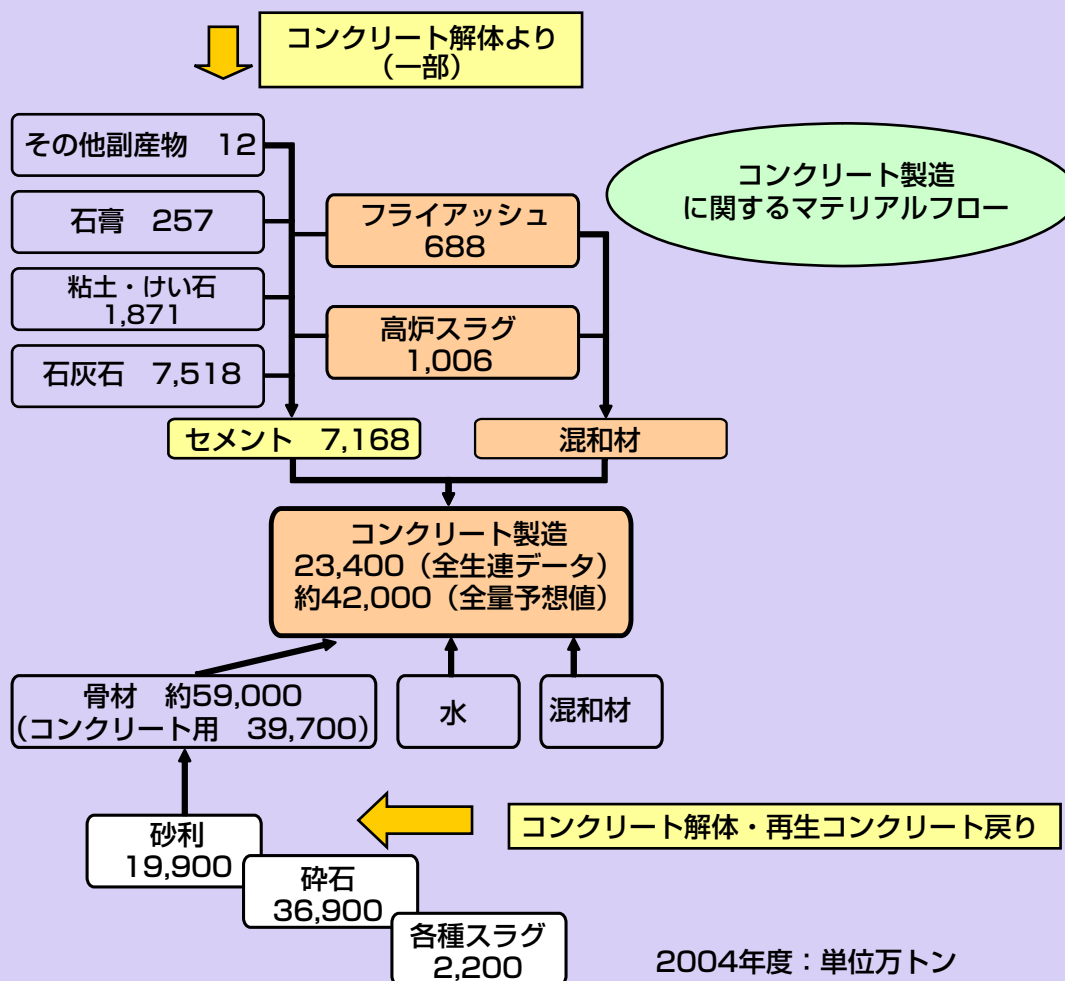 コンクリート解体より
(一部)
その他副産物　12
石膏　257
粘土・けい石
1,871
石灰石　7,518
フライアッシュ
688
高炉スラグ
1,006
コンクリート製造
に関するマテリアルフロー
セメント　7,168
混和材
コンクリート製造
23,400（全生連データ）
約42,000（全量予想値）
骨材　約59,000
(コンクリート用　39,700)
水
混和材
砂利
19,900
砕石
36,900
各種スラグ
2,200
コンクリート解体・再生コンクリート戻り
2004年度：単位万トン